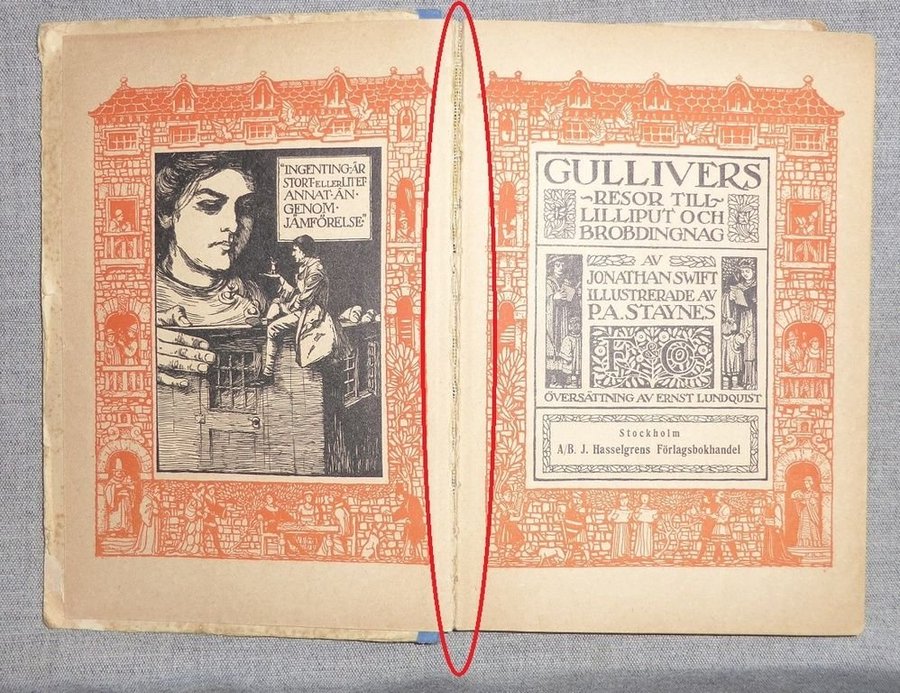 "INGENTING·ÄR
STORT·ELLER LITET
ANNAT·ÄN·
GENOM·
JÄMFÖRELSE"
GULLIVERS
~RESOR TILL~
LILLIPUT OCH
BROBDINGNAG
AV
JONATHAN SWIFT
ILLUSTRERADE AV
P.A. STAYNES
ÖVERSÄTTNING AV ERNST LUNDQUIST
Stockholm
A/B. J. Hasselgrens Förlagsbokhandel